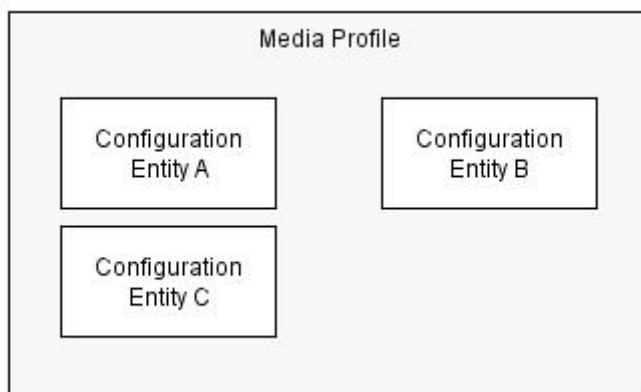 Media Profile
Configuration
Entity A
Configuration
Entity B
Configuration
Entity C